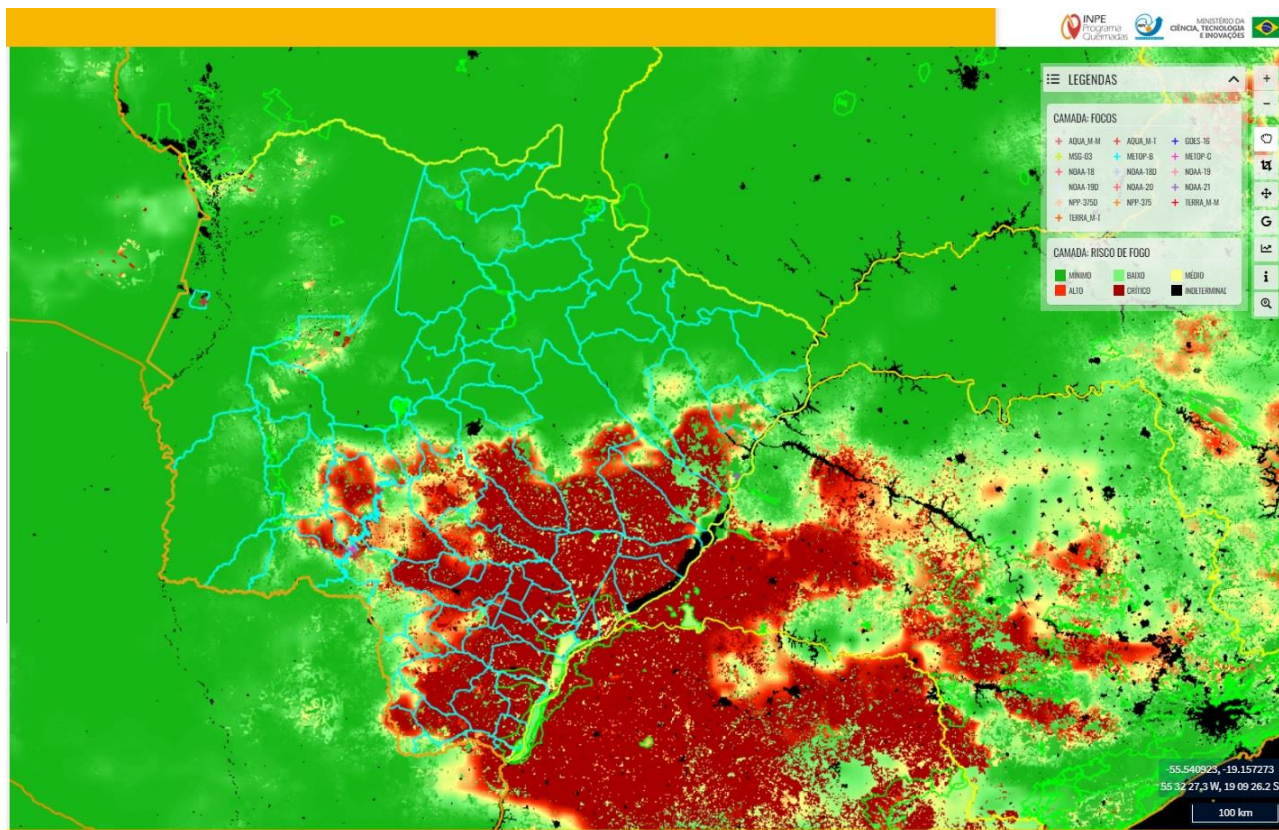 INPE
Programa
Queimadas
MINISTÉRIO DA
CIÊNCIA, TECNOLOGIA
E INOVAÇÕES
LEGENDAS
CAMADA: FOCOS
AQUA_M-M AQUA_M-T GOES-16
MSG-03 METOP-B METOP-C
NOAA-18 NOAA-18D NOAA-19
NOAA-19D NOAA-20 NOAA-21
NPP-375D NPP-375 TERRA_M-M
TERRA_M-T
CAMADA: RISCO DE FOGO
MÍNIMO BAIXO MÉDIO
ALTO CRÍTICO INDETERMINAD
-55.540923, -19.157273
55 32 27,3 W, 19 09 26.2 S
100 km